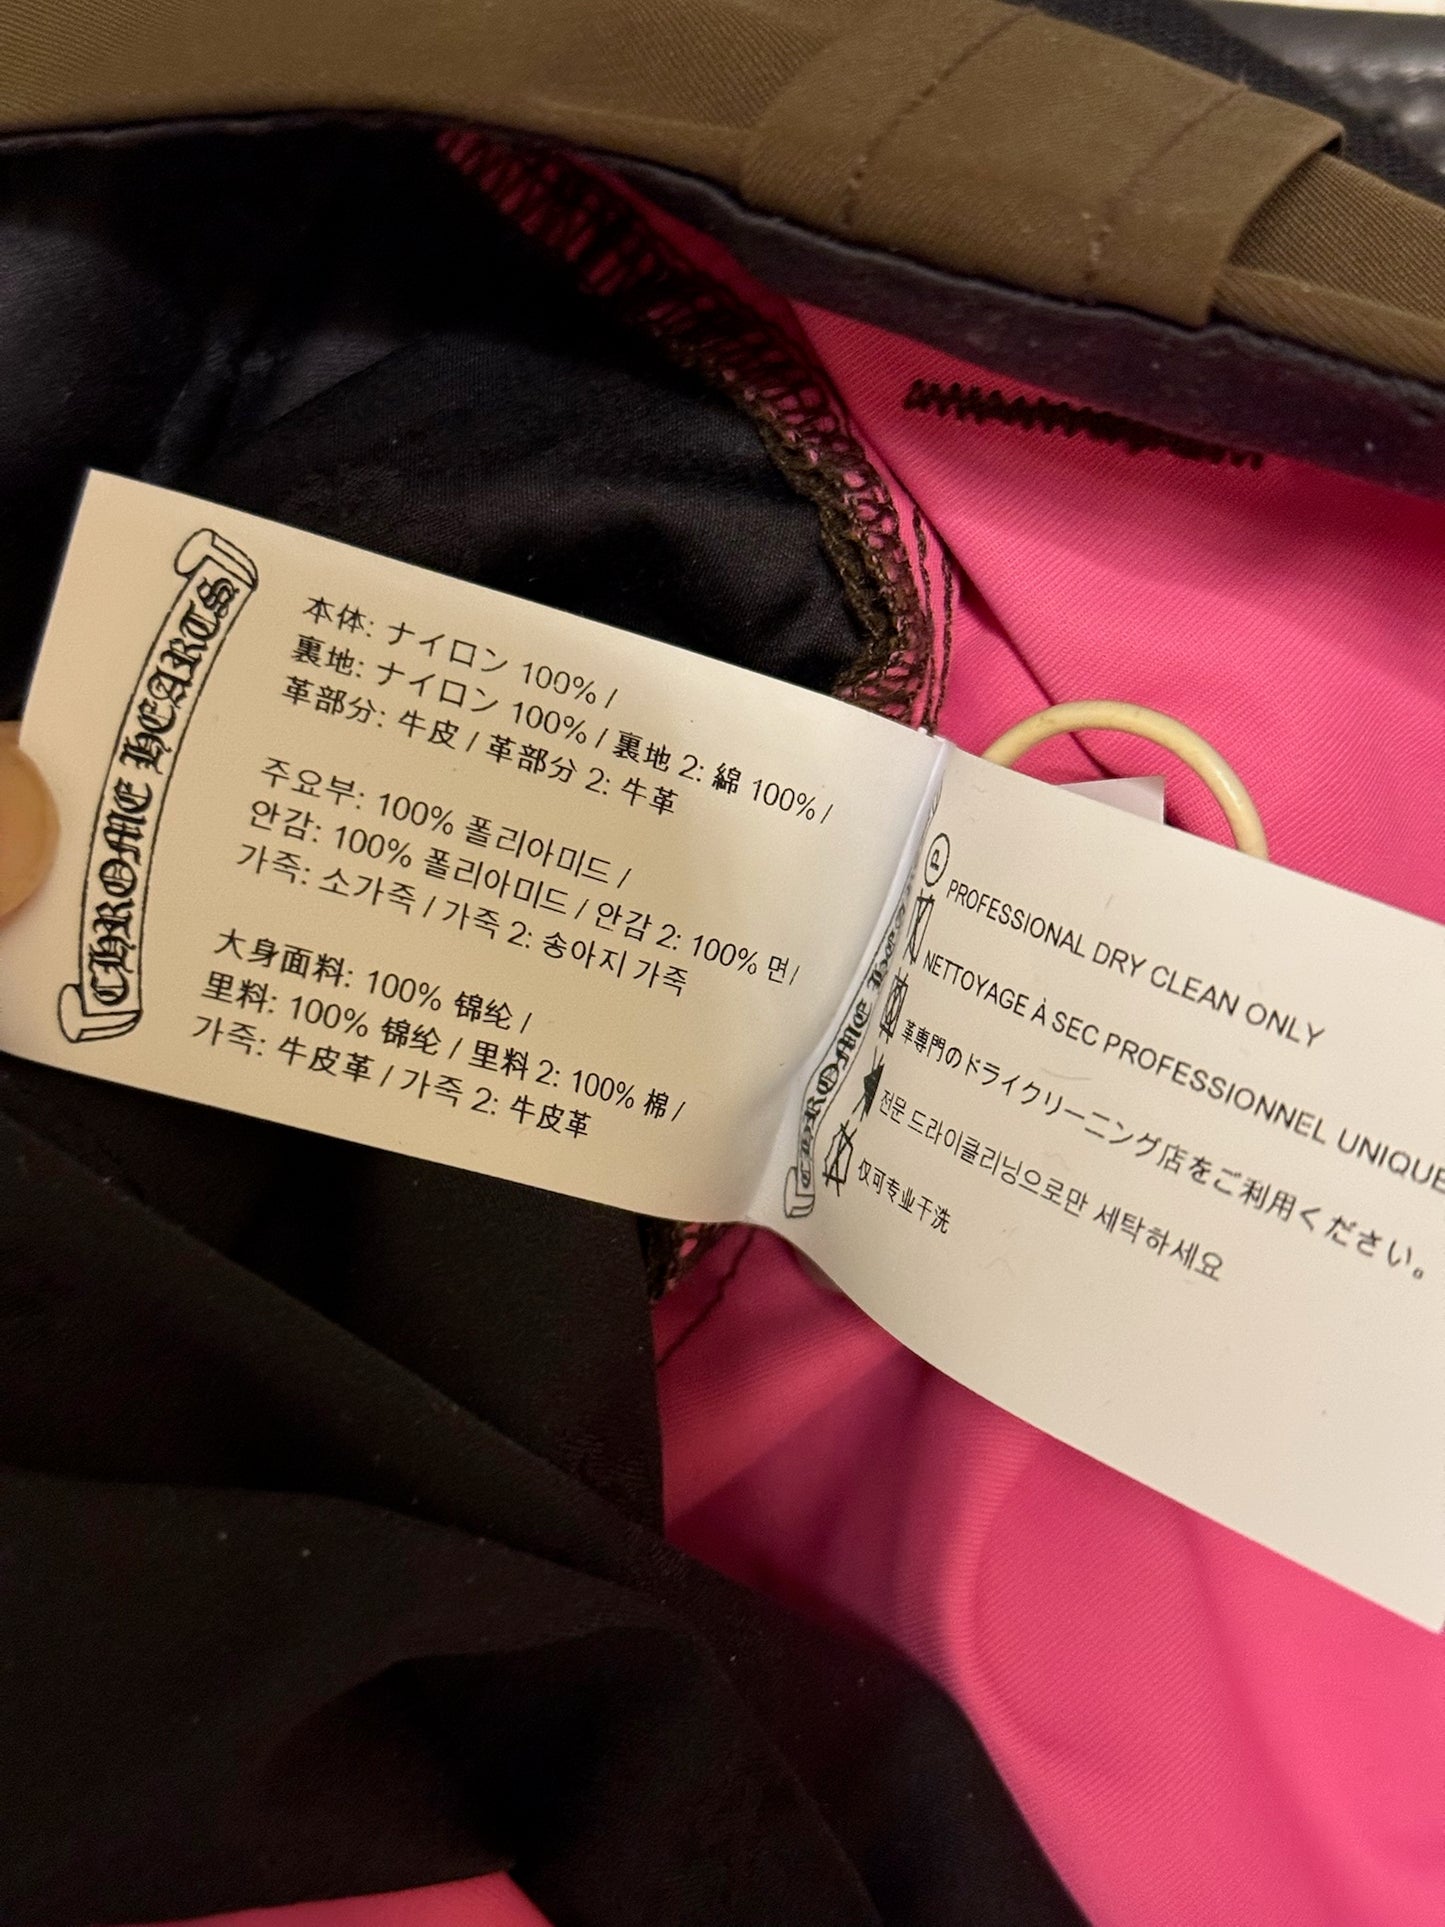 CHROME HEARTS
本体: ナイロン 100% /
裏地: ナイロン 100% / 裏地 2: 綿 100% /
革部分: 牛皮 / 革部分 2: 牛革
주요부: 100% 폴리아미드 /
안감: 100% 폴리아미드 / 안감 2: 100% 면 /
가죽: 소가죽 / 가죽 2: 송아지 가죽
大身面料: 100% 锦纶 /
里料: 100% 锦纶 / 里料 2: 100% 棉 /
가죽: 牛皮革 / 가죽 2: 牛皮革
P
PROFESSIONAL DRY CLEAN ONLY
NETTOYAGE À SEC PROFESSIONNEL UNIQUE
革専門のドライクリーニング店をご利用ください。
전문 드라이클리닝으로만 세탁하세요
仅可专业干洗